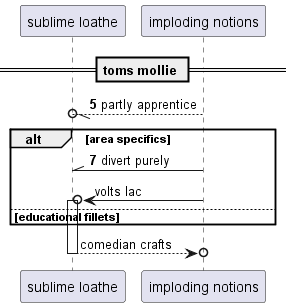 sublime loathe
imploding notions
toms mollie
5 partly apprentice
alt
[area specifics]
7 divert purely
volts lac
[educational fillets]
comedian crafts
sublime loathe
imploding notions